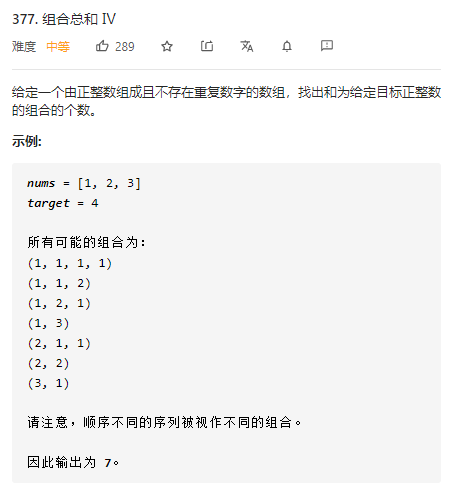 377. 组合总和 Ⅳ
难度 中等 289
给定一个由正整数组成且不存在重复数字的数组，找出和为给定目标正整数
的组合的个数。
示例:
nums = [1, 2, 3]
target = 4
所有可能的组合为：
(1, 1, 1, 1)
(1, 1, 2)
(1, 2, 1)
(1, 3)
(2, 1, 1)
(2, 2)
(3, 1)
请注意，顺序不同的序列被视作不同的组合。
因此输出为 7。